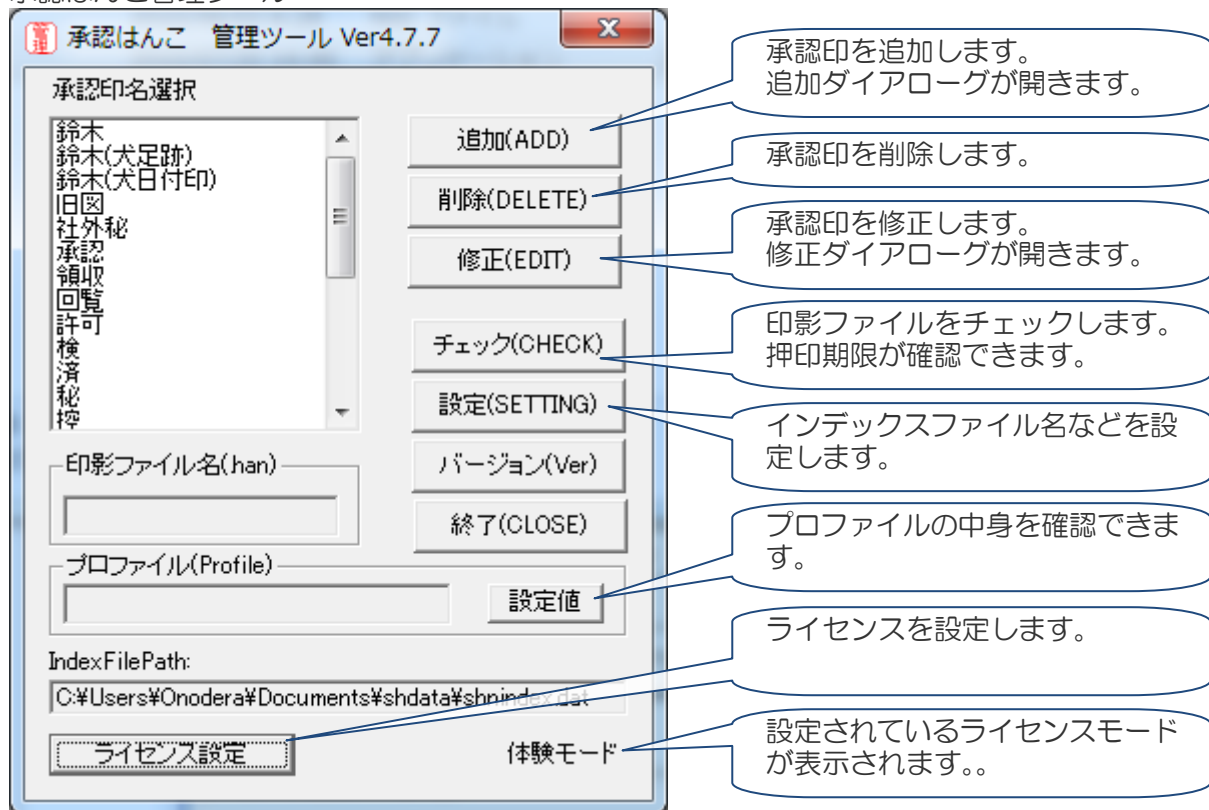 承認はんこ管理ツール
承認はんこ　管理ツール Ver4.7.7
承認印名選択
鈴木
鈴木(犬足跡)
鈴木(犬日付印)
旧図
社外秘
承認
領収
回覧
許可
検
済
秘
控
追加(ADD)
削除(DELETE)
修正(EDIT)
チェック(CHECK)
設定(SETTING)
バージョン(Ver)
終了(CLOSE)
印影ファイル名(han)
プロファイル(Profile)
設定値
IndexFilePath:
C:¥Users¥Onodera¥Documents¥shdata¥shnindex.dat
ライセンス設定
体験モード
承認印を追加します。
追加ダイアローグが開きます。
承認印を削除します。
承認印を修正します。
修正ダイアローグが開きます。
印影ファイルをチェックします。
押印期限が確認できます。
インデックスファイル名などを設
定します。
プロファイルの中身を確認できま
す。
ライセンスを設定します。
設定されているライセンスモード
が表示されます。。